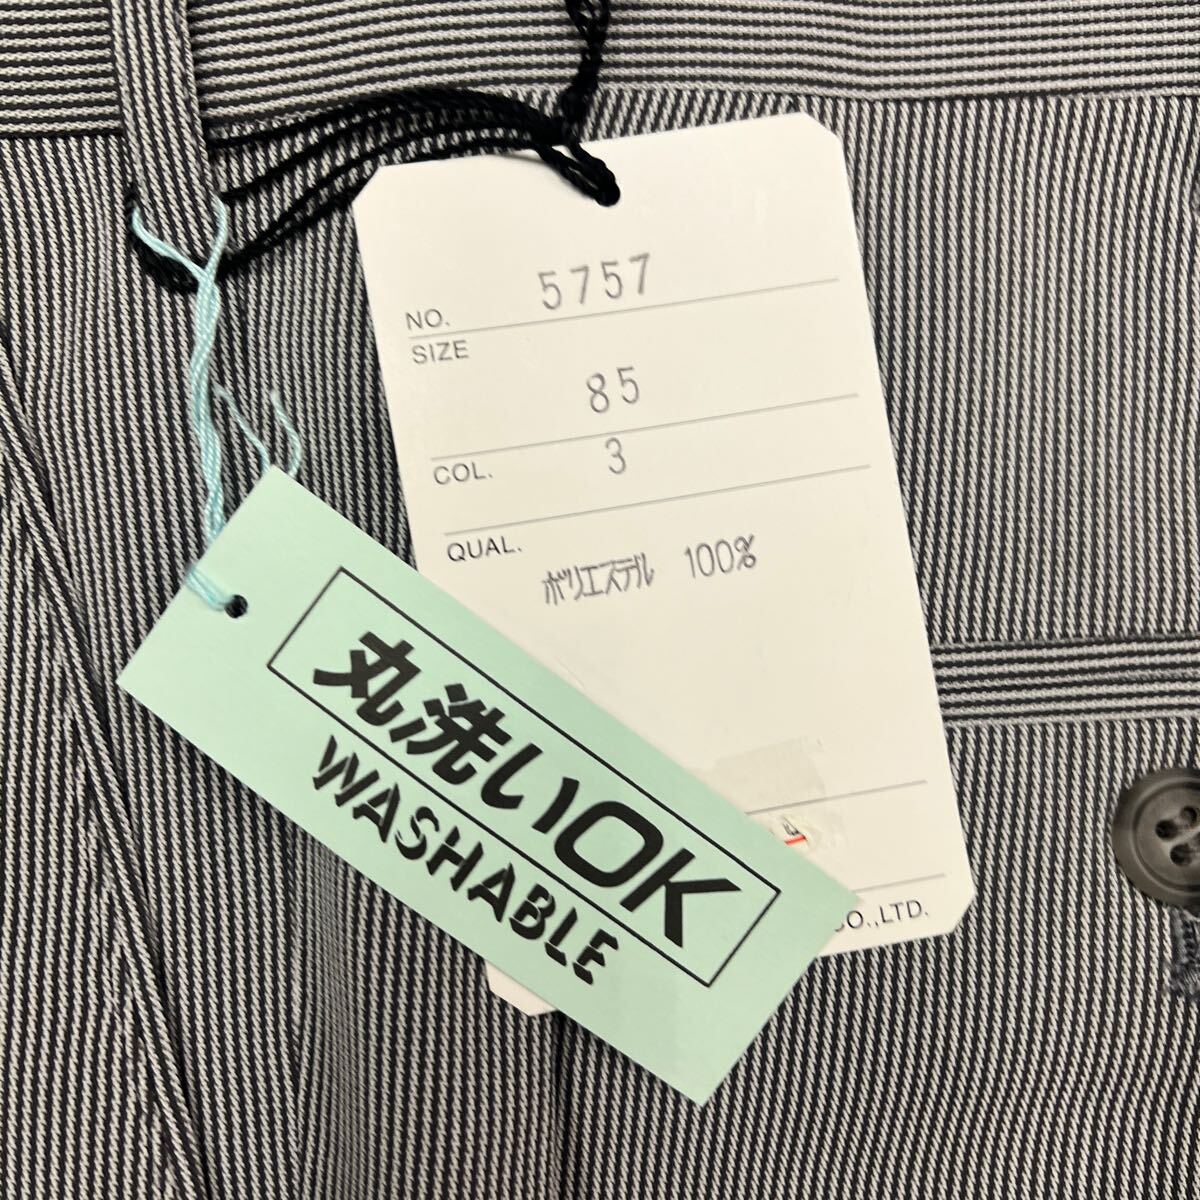 NO. 5757
SIZE 85
COL. 3
QUAL.
ポリエステル 100%
CO.,LTD.
丸洗いOK
WASHABLE